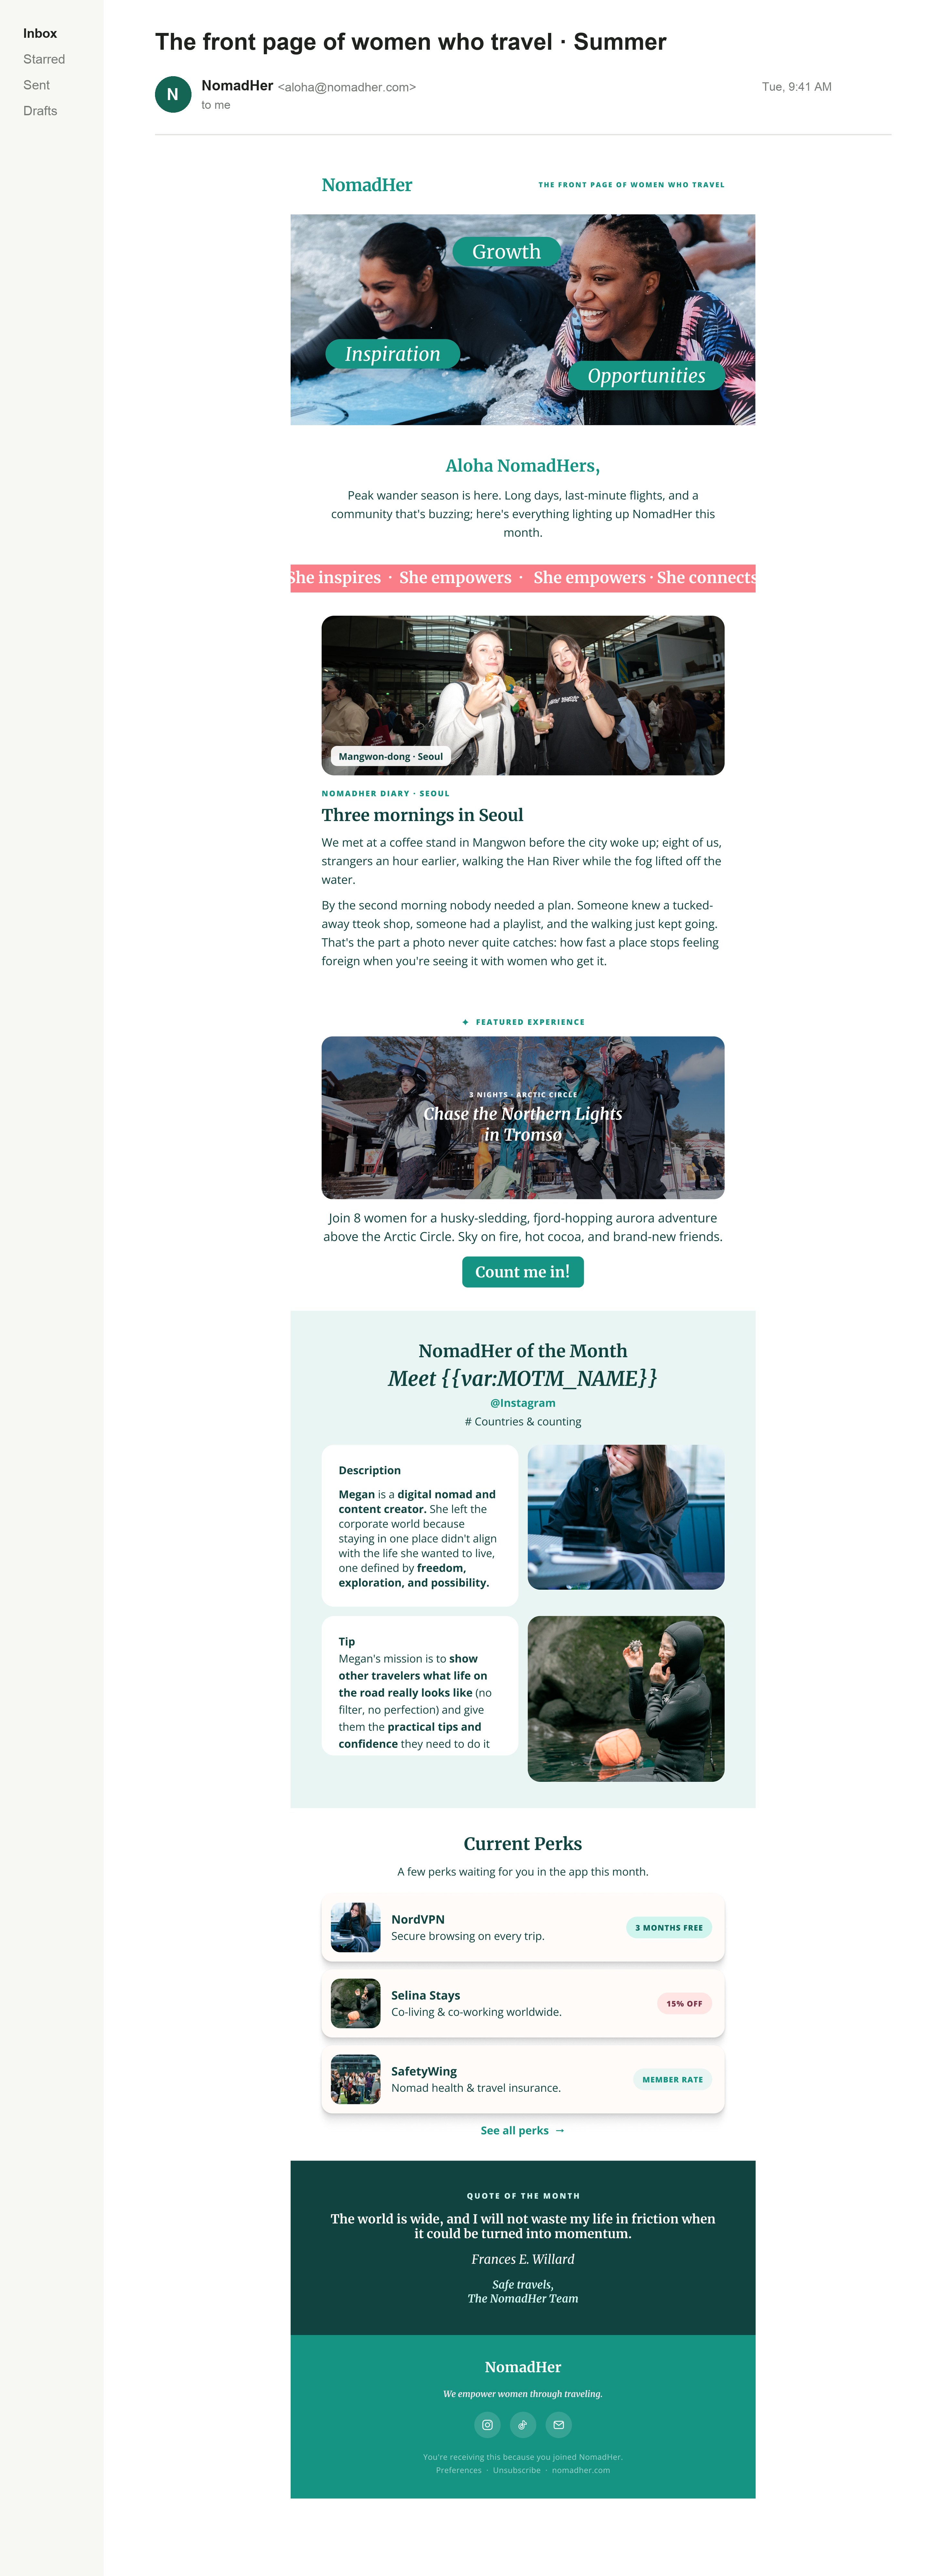 Inbox
Starred
Sent
Drafts
The front page of women who travel · Summer
N
NomadHer <aloha@nomadher.com>
Tue, 9:41 AM
to me
NomadHer
THE FRONT PAGE OF WOMEN WHO TRAVEL
Growth
Inspiration
Opportunities
Aloha NomadHers,
Peak wander season is here. Long days, last-minute flights, and a
community that's buzzing; here's everything lighting up NomadHer this
month.
She inspires · She empowers · She empowers · She connects
Mangwon-dong · Seoul
NOMADHER DIARY · SEOUL
Three mornings in Seoul
We met at a coffee stand in Mangwon before the city woke up; eight of us,
strangers an hour earlier, walking the Han River while the fog lifted off the
water.
By the second morning nobody needed a plan. Someone knew a tucked-
away tteok shop, someone had a playlist, and the walking just kept going.
That's the part a photo never quite catches: how fast a place stops feeling
foreign when you're seeing it with women who get it.
✦ FEATURED EXPERIENCE
3 NIGHTS · ARCTIC CIRCLE
Chase the Northern Lights
in Tromsø
Join 8 women for a husky-sledding, fjord-hopping aurora adventure
above the Arctic Circle. Sky on fire, hot cocoa, and brand-new friends.
Count me in!
NomadHer of the Month
Meet {{var:MOTM_NAME}}
@Instagram
# Countries & counting
Description
Megan is a digital nomad and
content creator. She left the
corporate world because
staying in one place didn't align
with the life she wanted to live,
one defined by freedom,
exploration, and possibility.
Tip
Megan's mission is to show
other travelers what life on
the road really looks like (no
filter, no perfection) and give
them the practical tips and
confidence they need to do it
Current Perks
A few perks waiting for you in the app this month.
NordVPN
Secure browsing on every trip.
3 MONTHS FREE
Selina Stays
Co-living & co-working worldwide.
15% OFF
SafetyWing
Nomad health & travel insurance.
MEMBER RATE
See all perks →
QUOTE OF THE MONTH
The world is wide, and I will not waste my life in friction when
it could be turned into momentum.
Frances E. Willard
Safe travels,
The NomadHer Team
NomadHer
We empower women through traveling.
You're receiving this because you joined NomadHer.
Preferences · Unsubscribe · nomadher.com